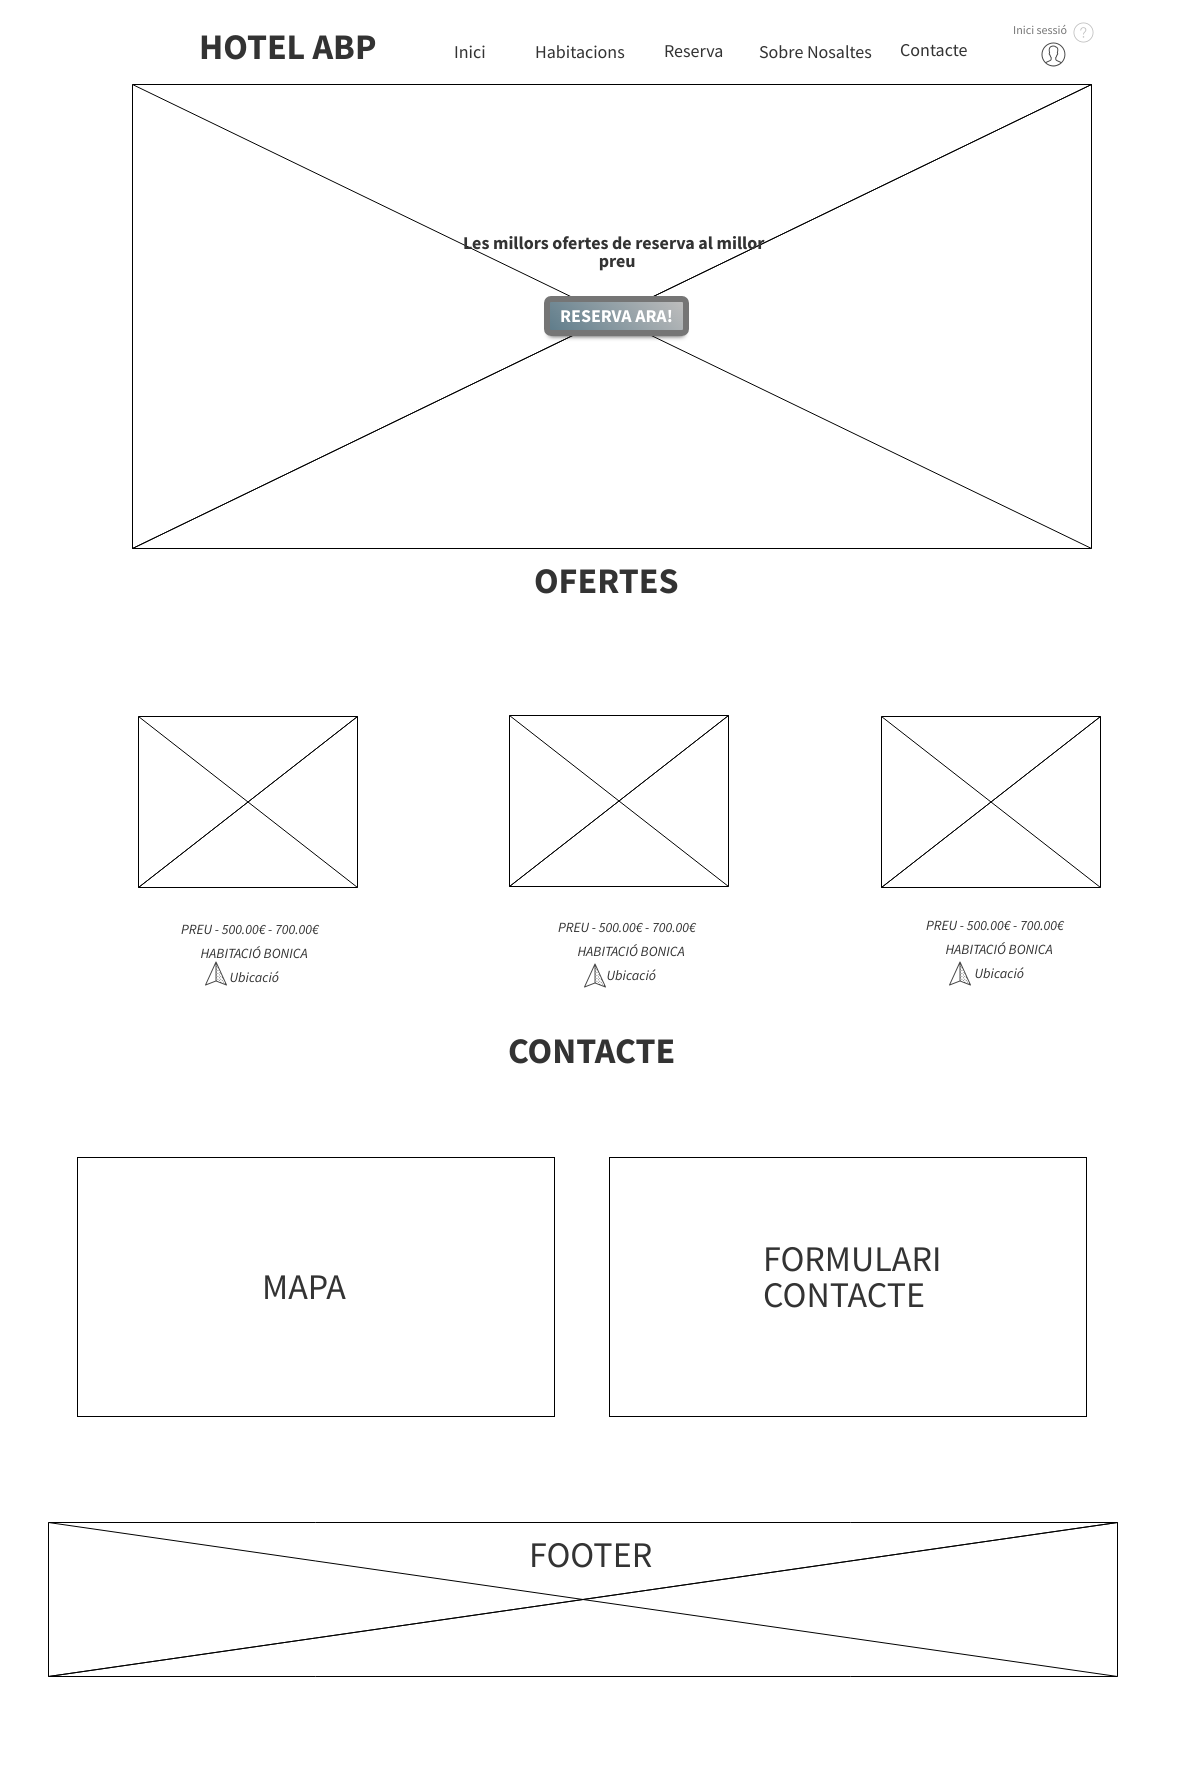 HOTEL ABP
Inici
Habitacions
Reserva
Sobre Nosaltes
Contacte
Inici sessió
?
Les millors ofertes de reserva al millor
preu
RESERVA ARA!
OFERTES
PREU - 500.00€ - 700.00€
HABITACIÓ BONICA
Ubicació
PREU - 500.00€ - 700.00€
HABITACIÓ BONICA
Ubicació
PREU - 500.00€ - 700.00€
HABITACIÓ BONICA
Ubicació
CONTACTE
MAPA
FORMULARI
CONTACTE
FOOTER